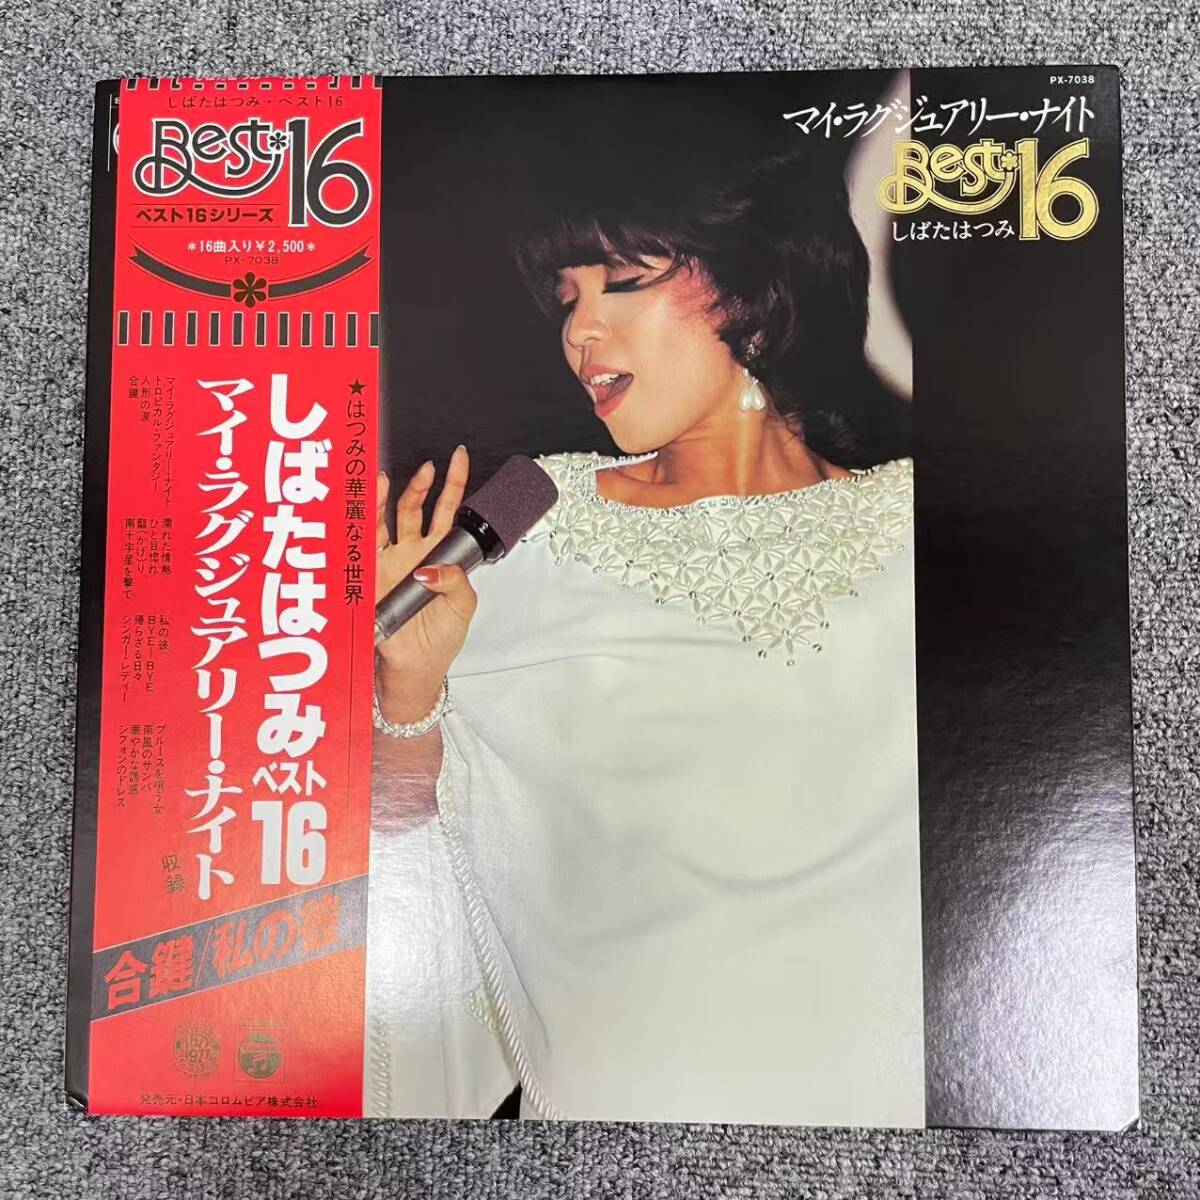 しばたはつみ・ベスト16
Best*16
ベスト16シリーズ
*16曲入り¥2,500*
PX-7038
★はつみの華麗なる世界
しばたはつみベスト16
マイ・ラグジュアリー・ナイト
マイ・ラグジュアリー・ナイト
トロピカル・ファンタジー
人形の涙
合鍵
濡れた情熱
ひと目惚れ
翳(かげ)り
南十字星を撃て
私の彼
BYE-BYE
帰らざる日々
シンガー・レディー
ブルースを唄う女
南風のサンバ
華やかな誘惑
シフォンのドレス
収録
合鍵/私の彼
1977
発売元・日本コロムビア株式会社
PX-7038
マイ・ラグジュアリー・ナイト
Best*16
しばたはつみ